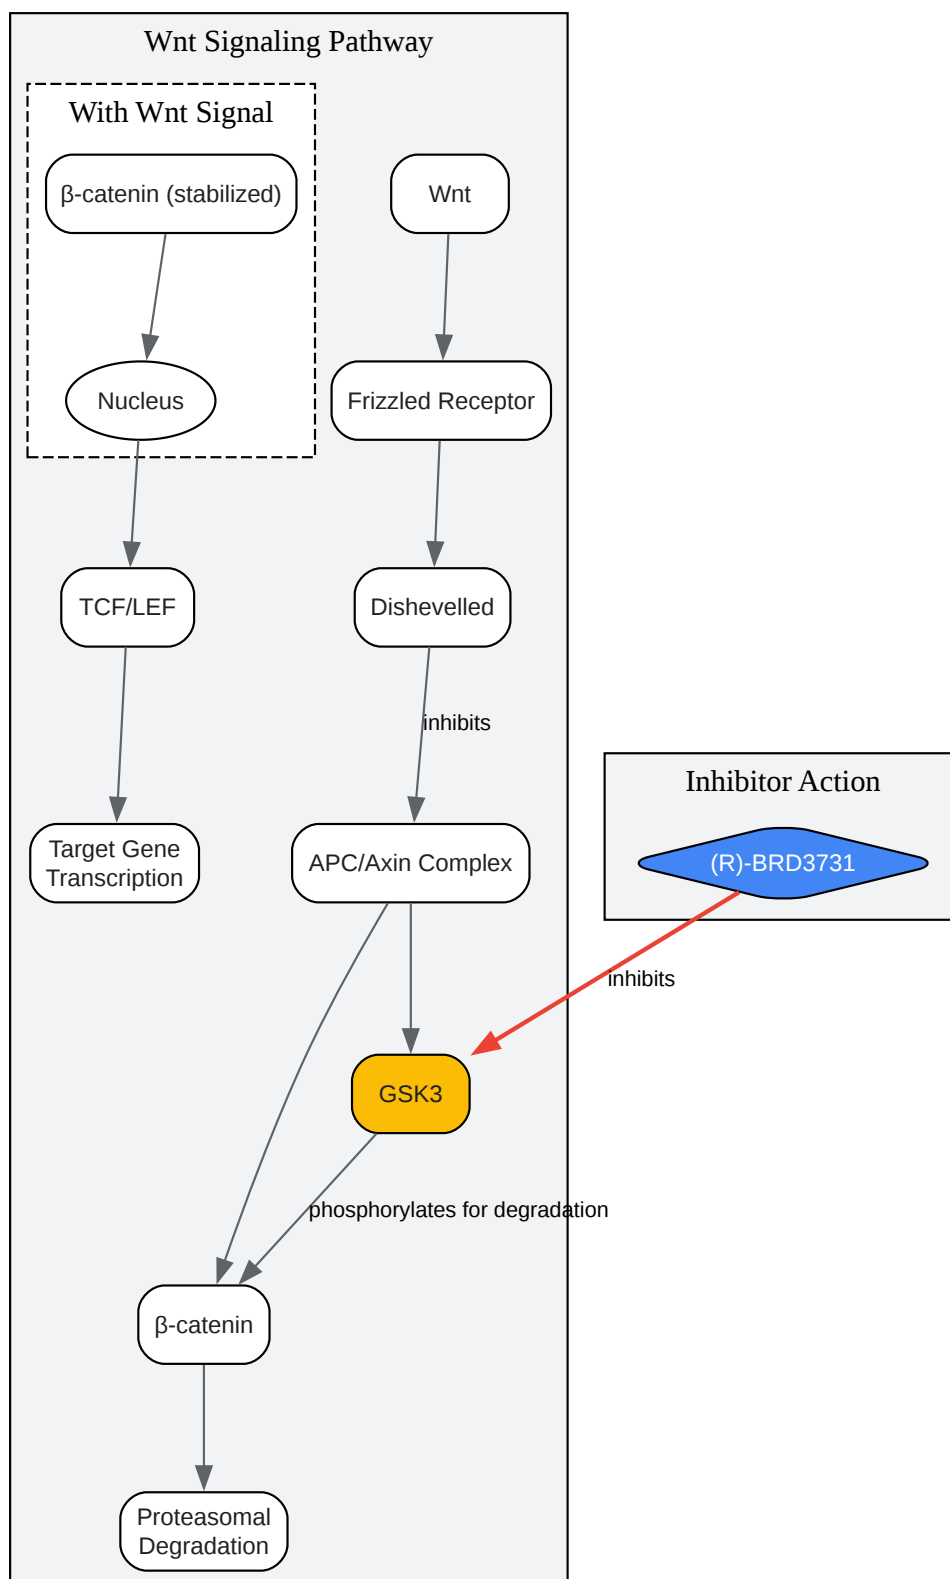 Wnt Signaling Pathway
With Wnt Signal
β-catenin (stabilized)
Wnt
Nucleus
Frizzled Receptor
TCF/LEF
Dishevelled
inhibits
Target Gene
Transcription
APC/Axin Complex
Inhibitor Action
(R)-BRD3731
inhibits
GSK3
phosphorylates for degradation
β-catenin
Proteasomal
Degradation